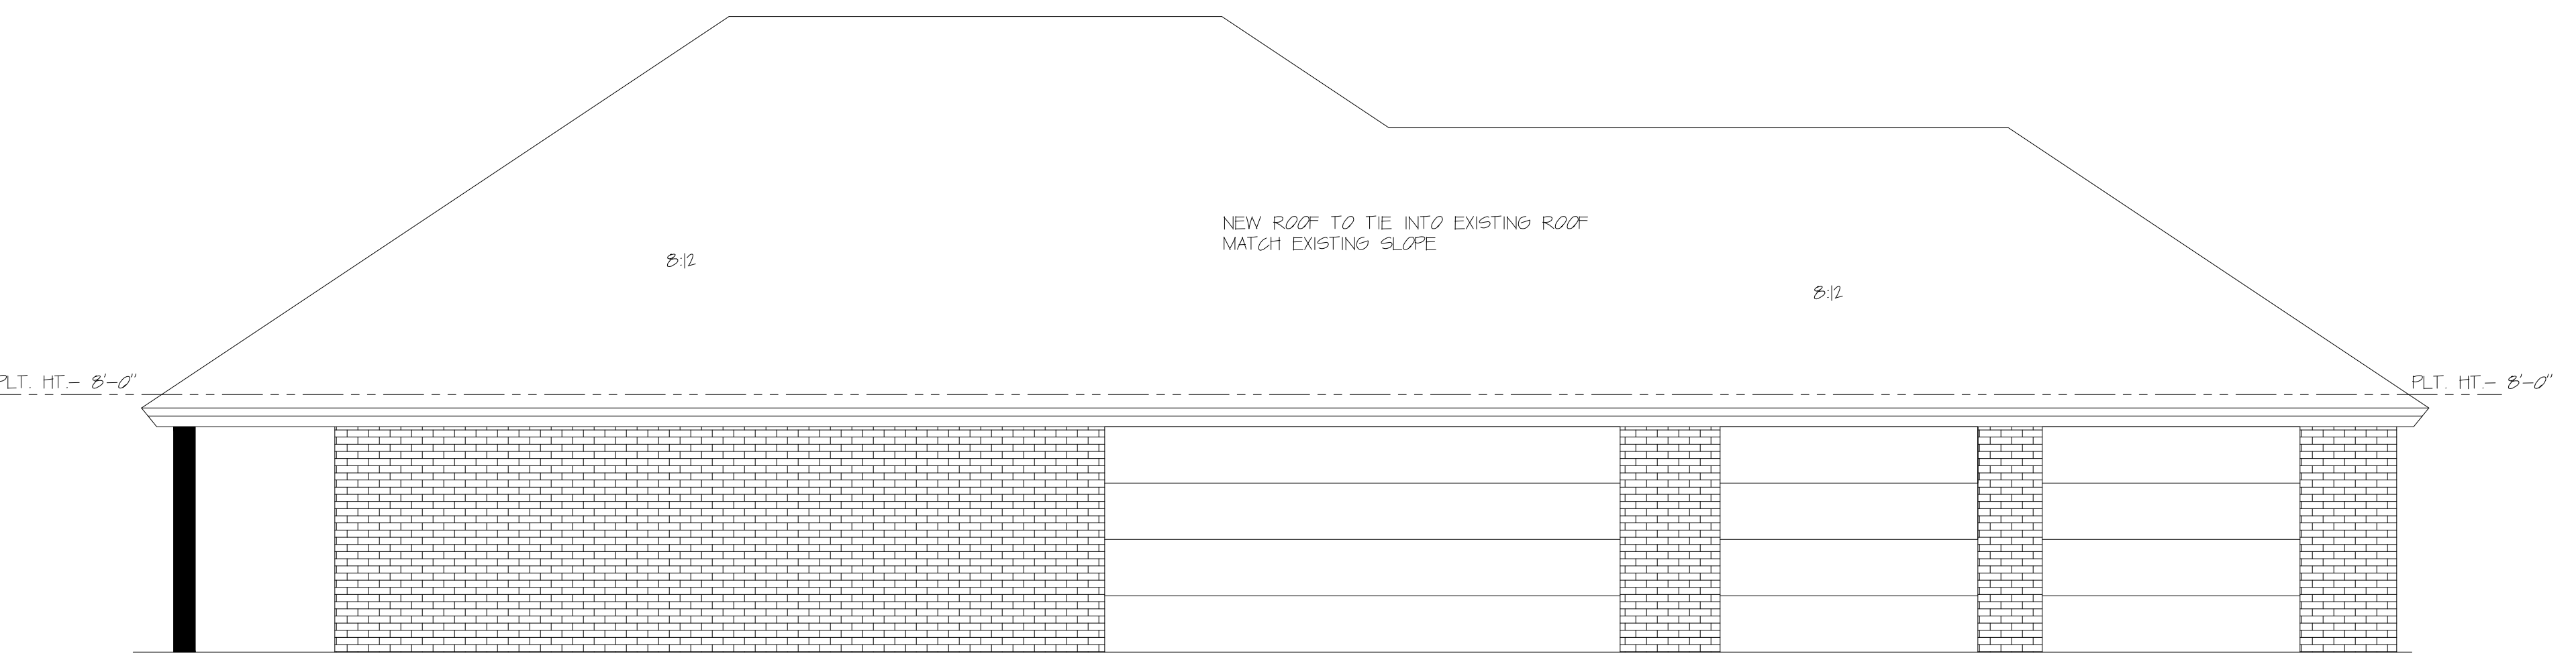 NEW ROOF TO TIE INTO EXISTING ROOF
MATCH EXISTING SLOPE
8:12
8:12
PLT. HT.- 8'-0"
PLT. HT.- 8'-0"